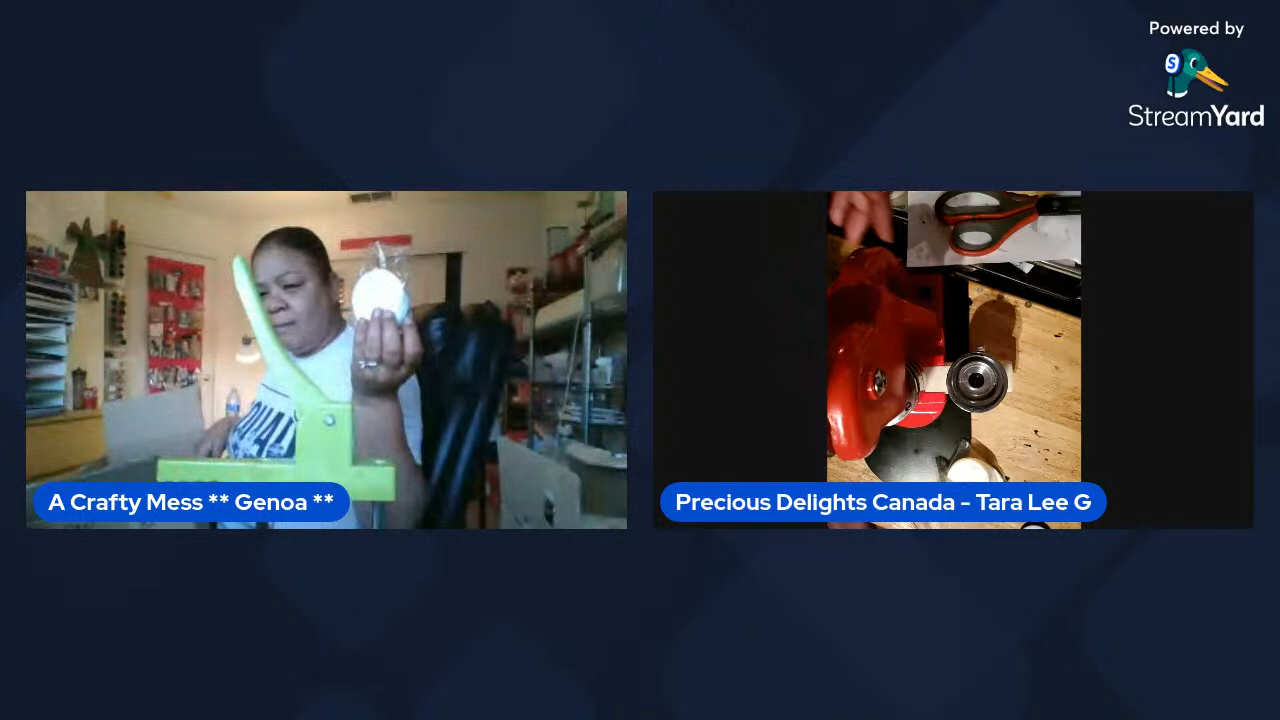 Powered by
S
StreamYard
A Crafty Mess ** Genoa **
Precious Delights Canada - Tara Lee G